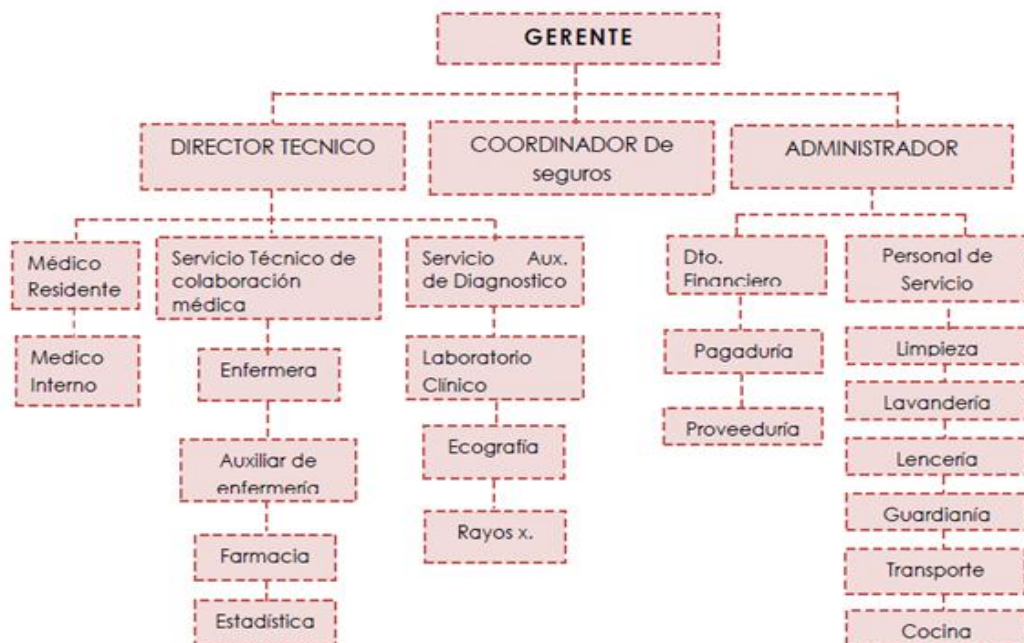 GERENTE
DIRECTOR TECNICO
COORDINADOR De
seguros
ADMINISTRADOR
Médico
Residente
Servicio Técnico de
colaboración
médica
Servicio Aux.
de Diagnostico
Dto.
Financiero
Personal de
Servicio
Medico
Interno
Enfermera
Laboratorio
Clínico
Pagaduría
Limpieza
Auxiliar de
enfermería
Ecografía
Proveeduría
Lavandería
Lencería
Farmacia
Rayos x.
Guardianía
Transporte
Estadística
Cocina